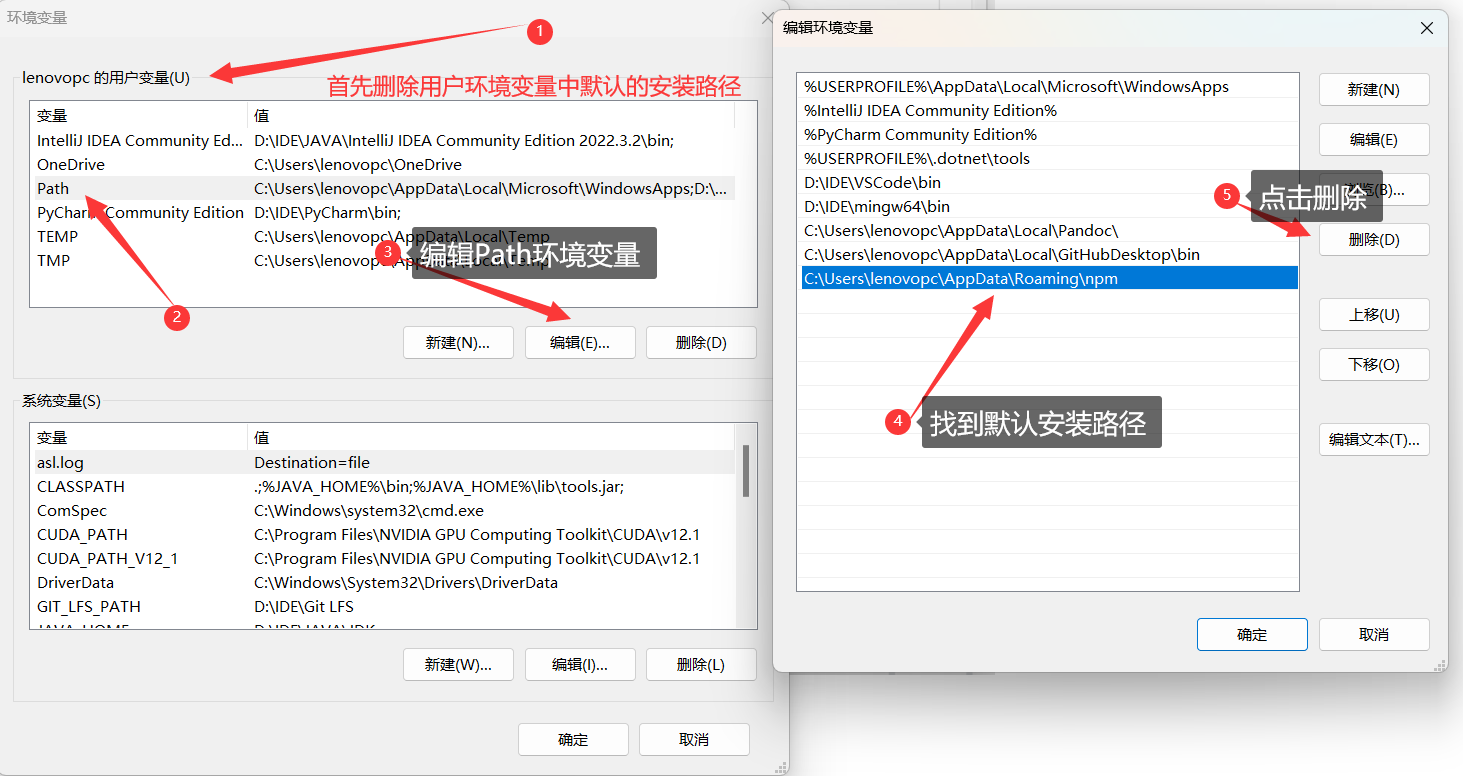 环境变量
1
lenovopc 的用户变量(U)
首先删除用户环境变量中默认的安装路径
变量 值
IntelliJ IDEA Community Ed... D:\IDE\JAVA\IntelliJ IDEA Community Edition 2022.3.2\bin;
OneDrive C:\Users\lenovopc\OneDrive
Path C:\Users\lenovopc\AppData\Local\Microsoft\WindowsApps;D:\...
PyCharm Community Edition D:\IDE\PyCharm\bin;
TEMP C:\Users\lenovopc\AppData\Local\Temp
TMP C:\Users\lenovopc\AppData\Local\Temp
3 编辑Path环境变量
2
新建(N)... 编辑(E)... 删除(D)
系统变量(S)
变量 值
asl.log Destination=file
CLASSPATH .;%JAVA_HOME%\bin;%JAVA_HOME%\lib\tools.jar;
ComSpec C:\Windows\system32\cmd.exe
CUDA_PATH C:\Program Files\NVIDIA GPU Computing Toolkit\CUDA\v12.1
CUDA_PATH_V12_1 C:\Program Files\NVIDIA GPU Computing Toolkit\CUDA\v12.1
DriverData C:\Windows\System32\Drivers\DriverData
GIT_LFS_PATH D:\IDE\Git LFS
JAVA_HOME D:\IDE\JAVA\JDK
新建(W)... 编辑(I)... 删除(L)
确定 取消
编辑环境变量
%USERPROFILE%\AppData\Local\Microsoft\WindowsApps
%IntelliJ IDEA Community Edition%
%PyCharm Community Edition%
%USERPROFILE%\.dotnet\tools
D:\IDE\VSCode\bin
D:\IDE\mingw64\bin
C:\Users\lenovopc\AppData\Local\Pandoc\
C:\Users\lenovopc\AppData\Local\GitHubDesktop\bin
C:\Users\lenovopc\AppData\Roaming\npm
新建(N)
编辑(E)
浏览(B)...
5 点击删除
删除(D)
上移(U)
下移(O)
4 找到默认安装路径
编辑文本(T)...
确定 取消